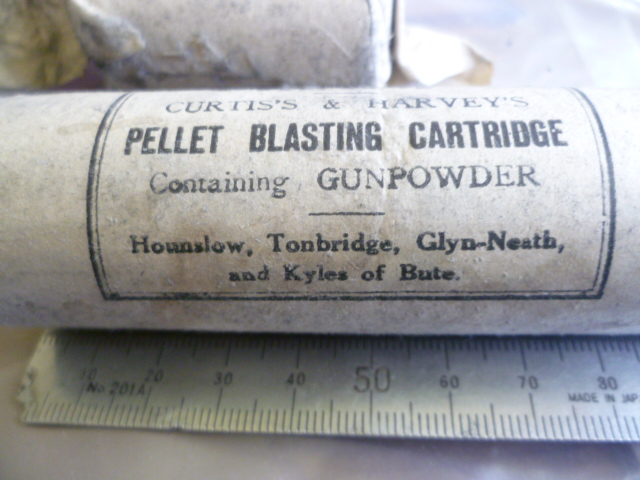 CURTIS'S & HARVEY'S
PELLET BLASTING CARTRIDGE
Containing GUNPOWDER
Hounslow, Tonbridge, Glyn-Neath,
and Kyles of Bute.
10 20 30 40 50 60 70 80
No. 201A
MADE IN JAP